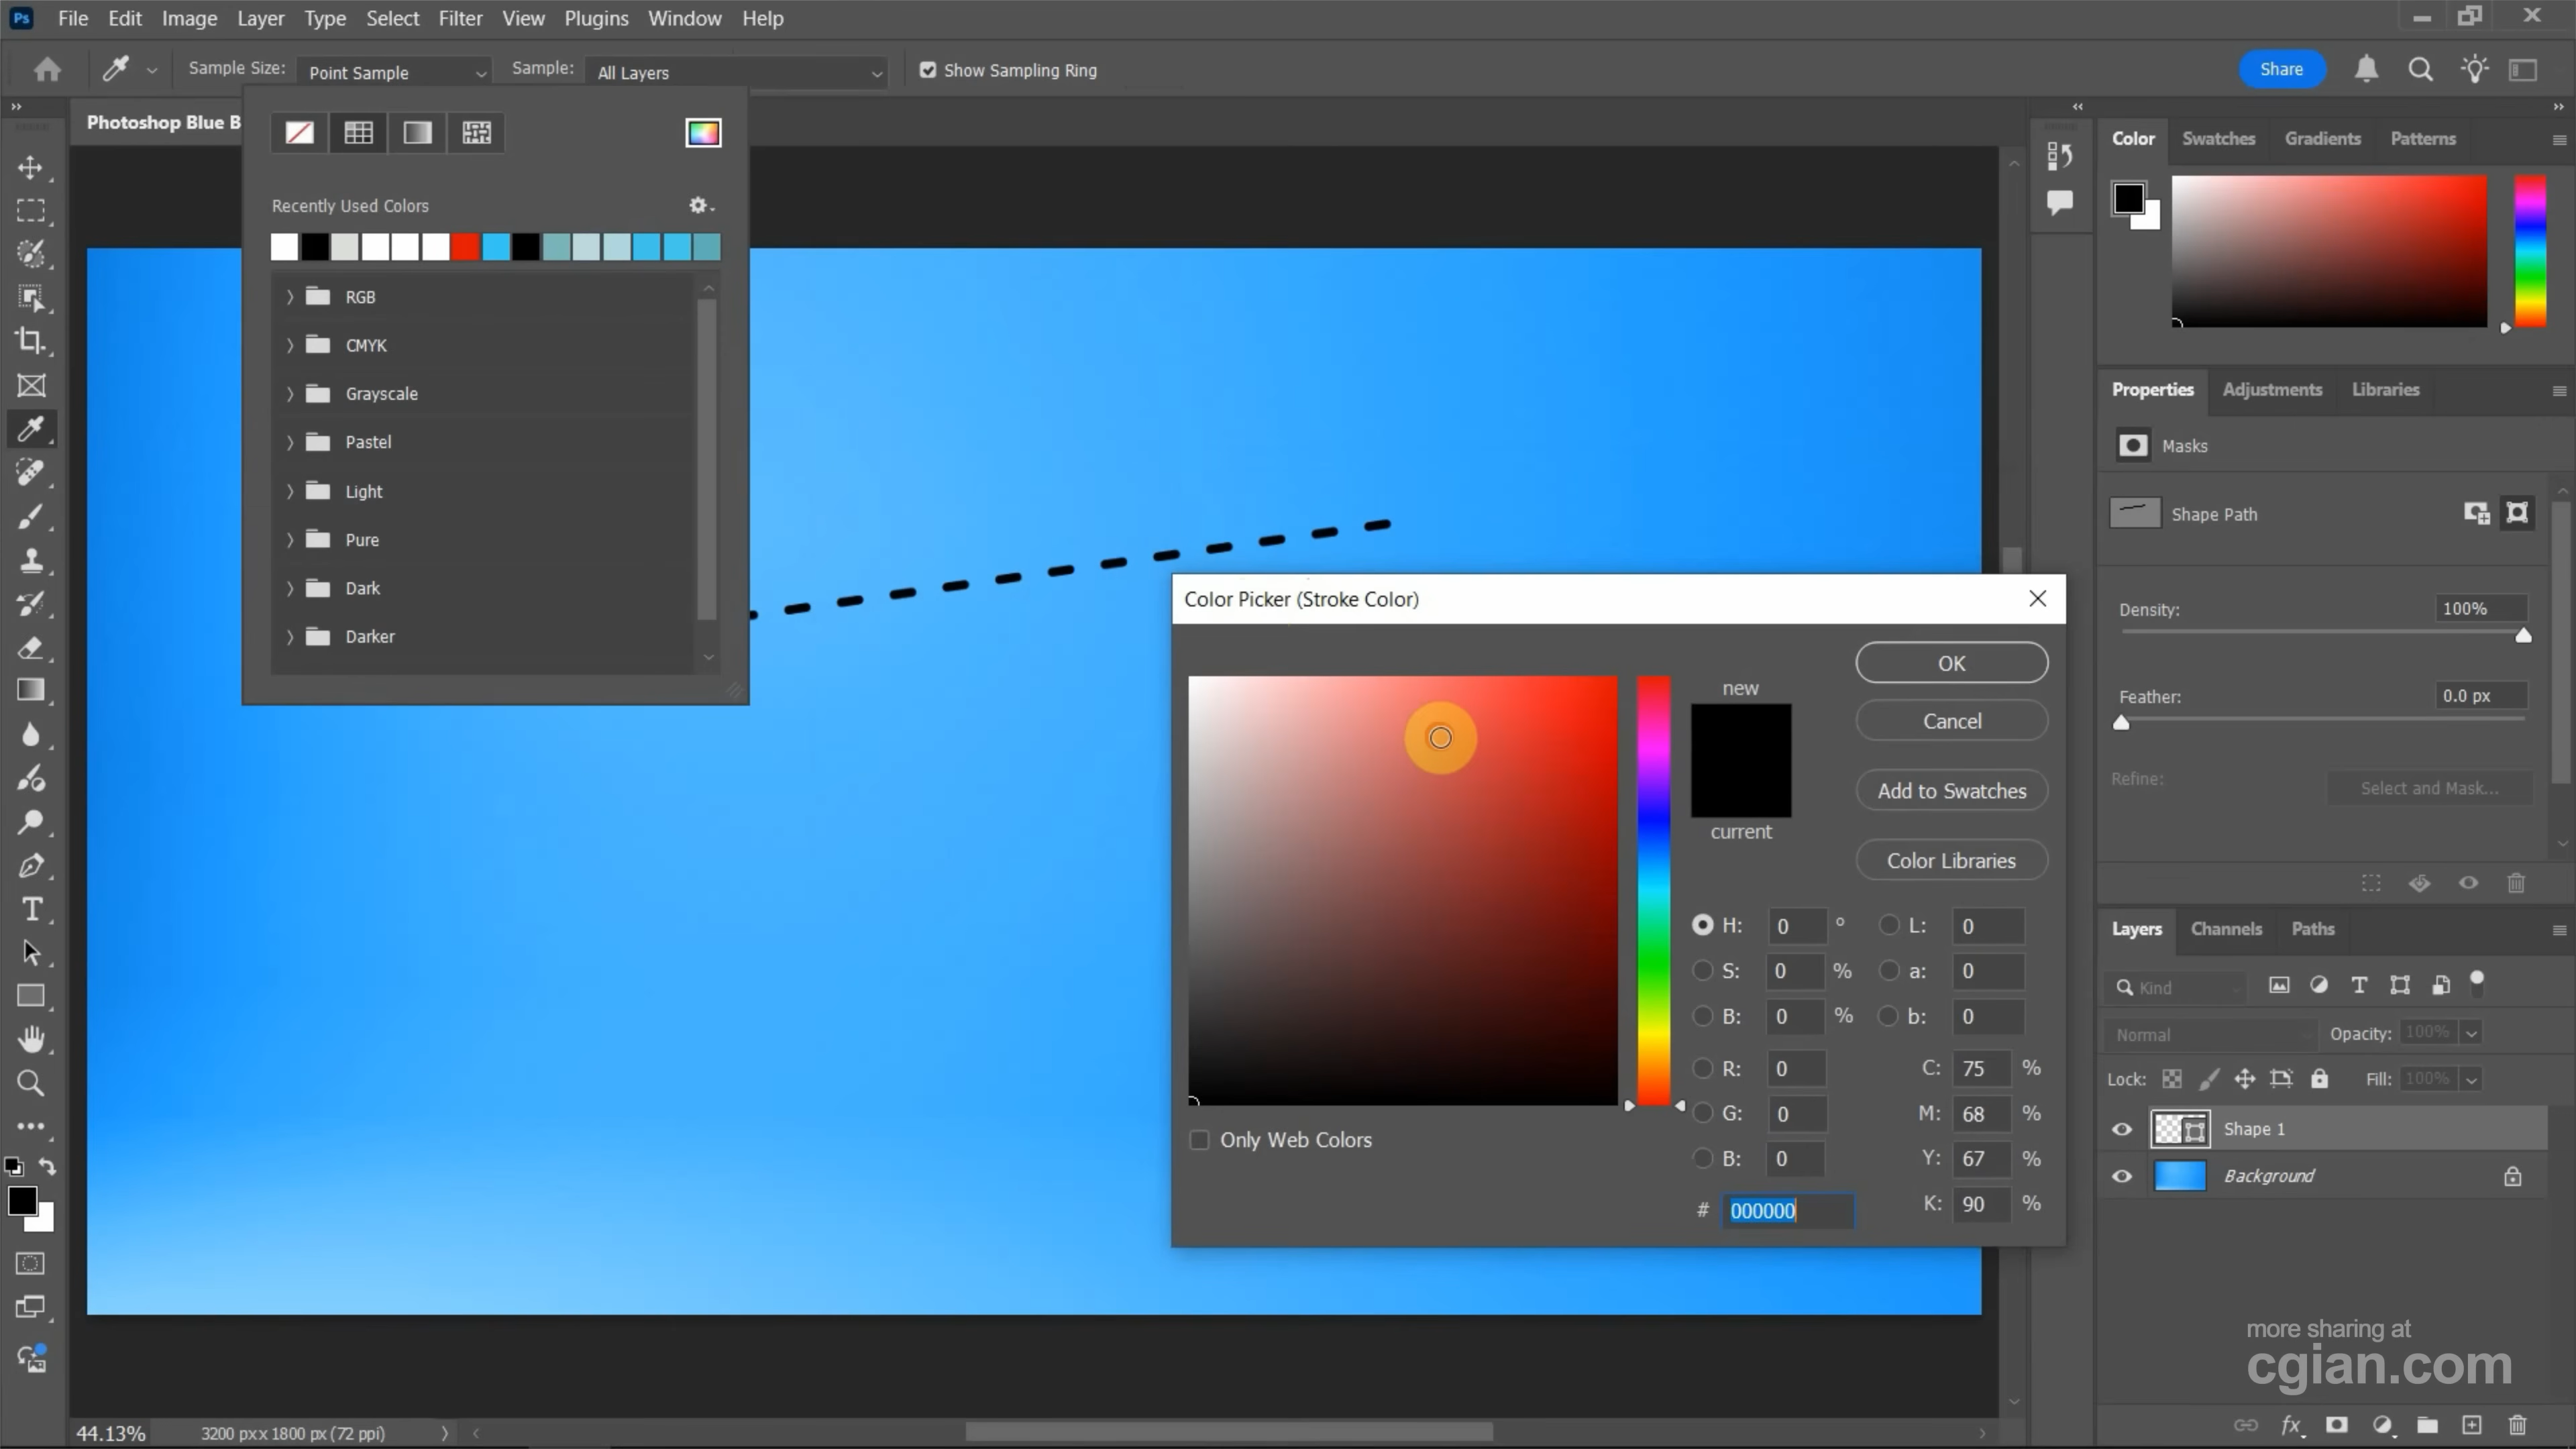 Ps File Edit Image Layer Type Select Filter View Plugins Window Help
Sample Size: Point Sample Sample: All Layers Show Sampling Ring Share
Photoshop Blue B
Recently Used Colors
RGB
CMYK
Grayscale
Pastel
Light
Pure
Dark
Darker
Color Picker (Stroke Color)
new
current
OK
Cancel
Add to Swatches
Color Libraries
H: 0 ° L: 0
S: 0 % a: 0
B: 0 % b: 0
R: 0 C: 75 %
G: 0 M: 68 %
B: 0 Y: 67 %
# 000000 K: 90 %
Only Web Colors
Color Swatches Gradients Patterns
Properties Adjustments Libraries
Masks
Shape Path
Density: 100%
Feather: 0.0 px
Refine: Select and Mask...
Layers Channels Paths
Kind
Normal Opacity: 100%
Lock: Fill: 100%
Shape 1
Background
more sharing at
cgian.com
44.13% 3200 px x 1800 px (72 ppi)